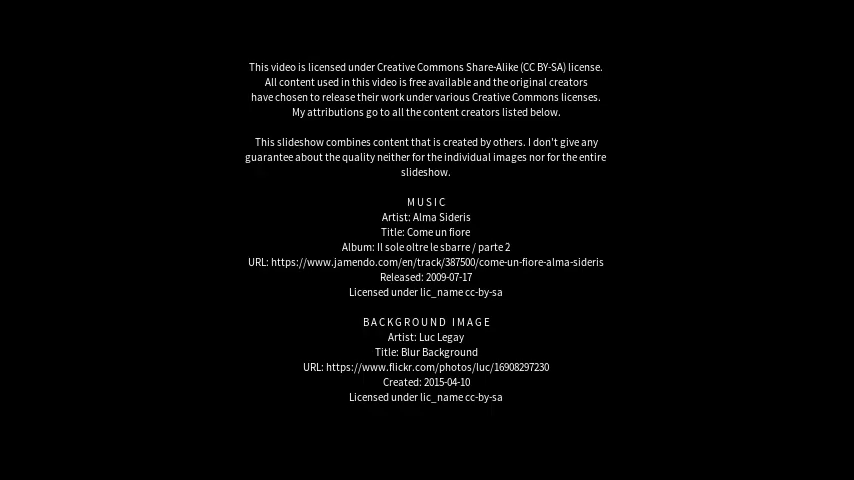 This video is licensed under Creative Commons Share-Alike (CC BY-SA) license.
All content used in this video is free available and the original creators
have chosen to release their work under various Creative Commons licenses.
My attributions go to all the content creators listed below.
This slideshow combines content that is created by others. I don't give any
guarantee about the quality neither for the individual images nor for the entire
slideshow.
M U S I C
Artist: Alma Sideris
Title: Come un fiore
Album: Il sole oltre le sbarre / parte 2
URL: https://www.jamendo.com/en/track/387500/come-un-fiore-alma-sideris
Released: 2009-07-17
Licensed under lic_name cc-by-sa
B A C K G R O U N D   I M A G E
Artist: Luc Legay
Title: Blur Background
URL: https://www.flickr.com/photos/luc/16908297230
Created: 2015-04-10
Licensed under lic_name cc-by-sa